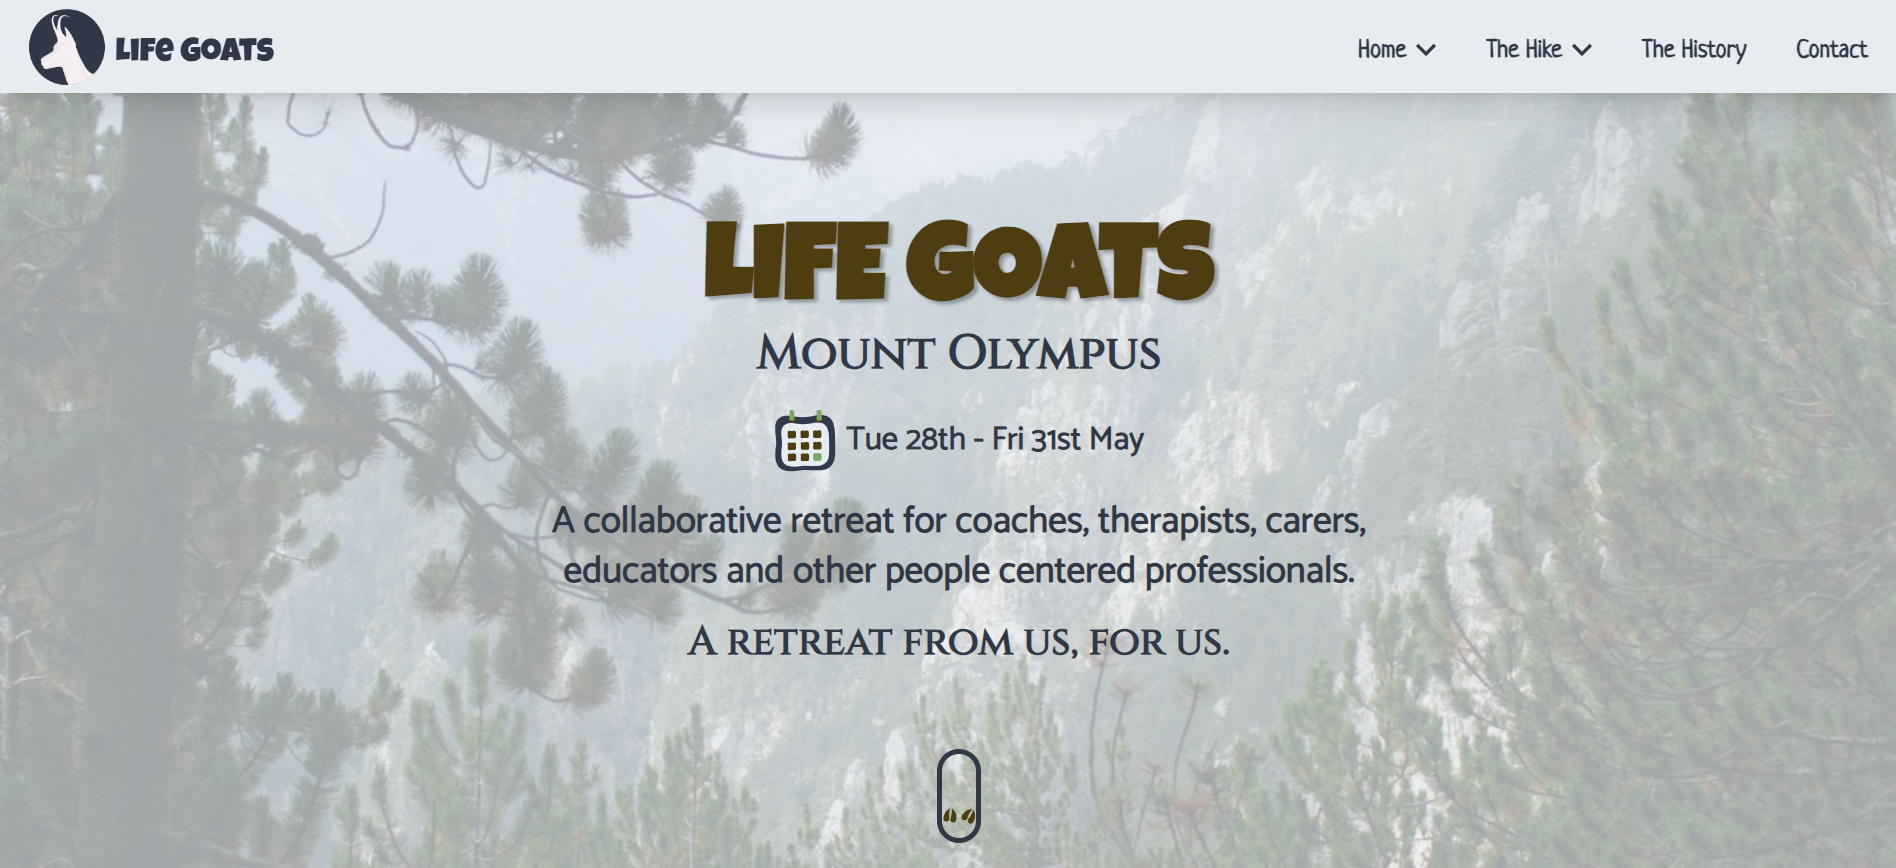 Life Goats
Home
The Hike
The History
Contact
LIFE GOATS
Mount Olympus
Tue 28th - Fri 31st May
A collaborative retreat for coaches, therapists, carers,
educators and other people centered professionals.
A retreat from us, for us.